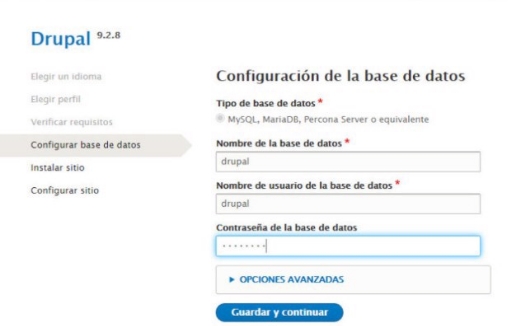 Drupal 9.2.8
Elegir un idioma
Elegir perfil
Verificar requisitos
Configurar base de datos
Instalar sitio
Configurar sitio
Configuración de la base de datos
Tipo de base de datos *
MySQL, MariaDB, Percona Server o equivalente
Nombre de la base de datos *
drupal
Nombre de usuario de la base de datos *
drupal
Contraseña de la base de datos
········
► OPCIONES AVANZADAS
Guardar y continuar